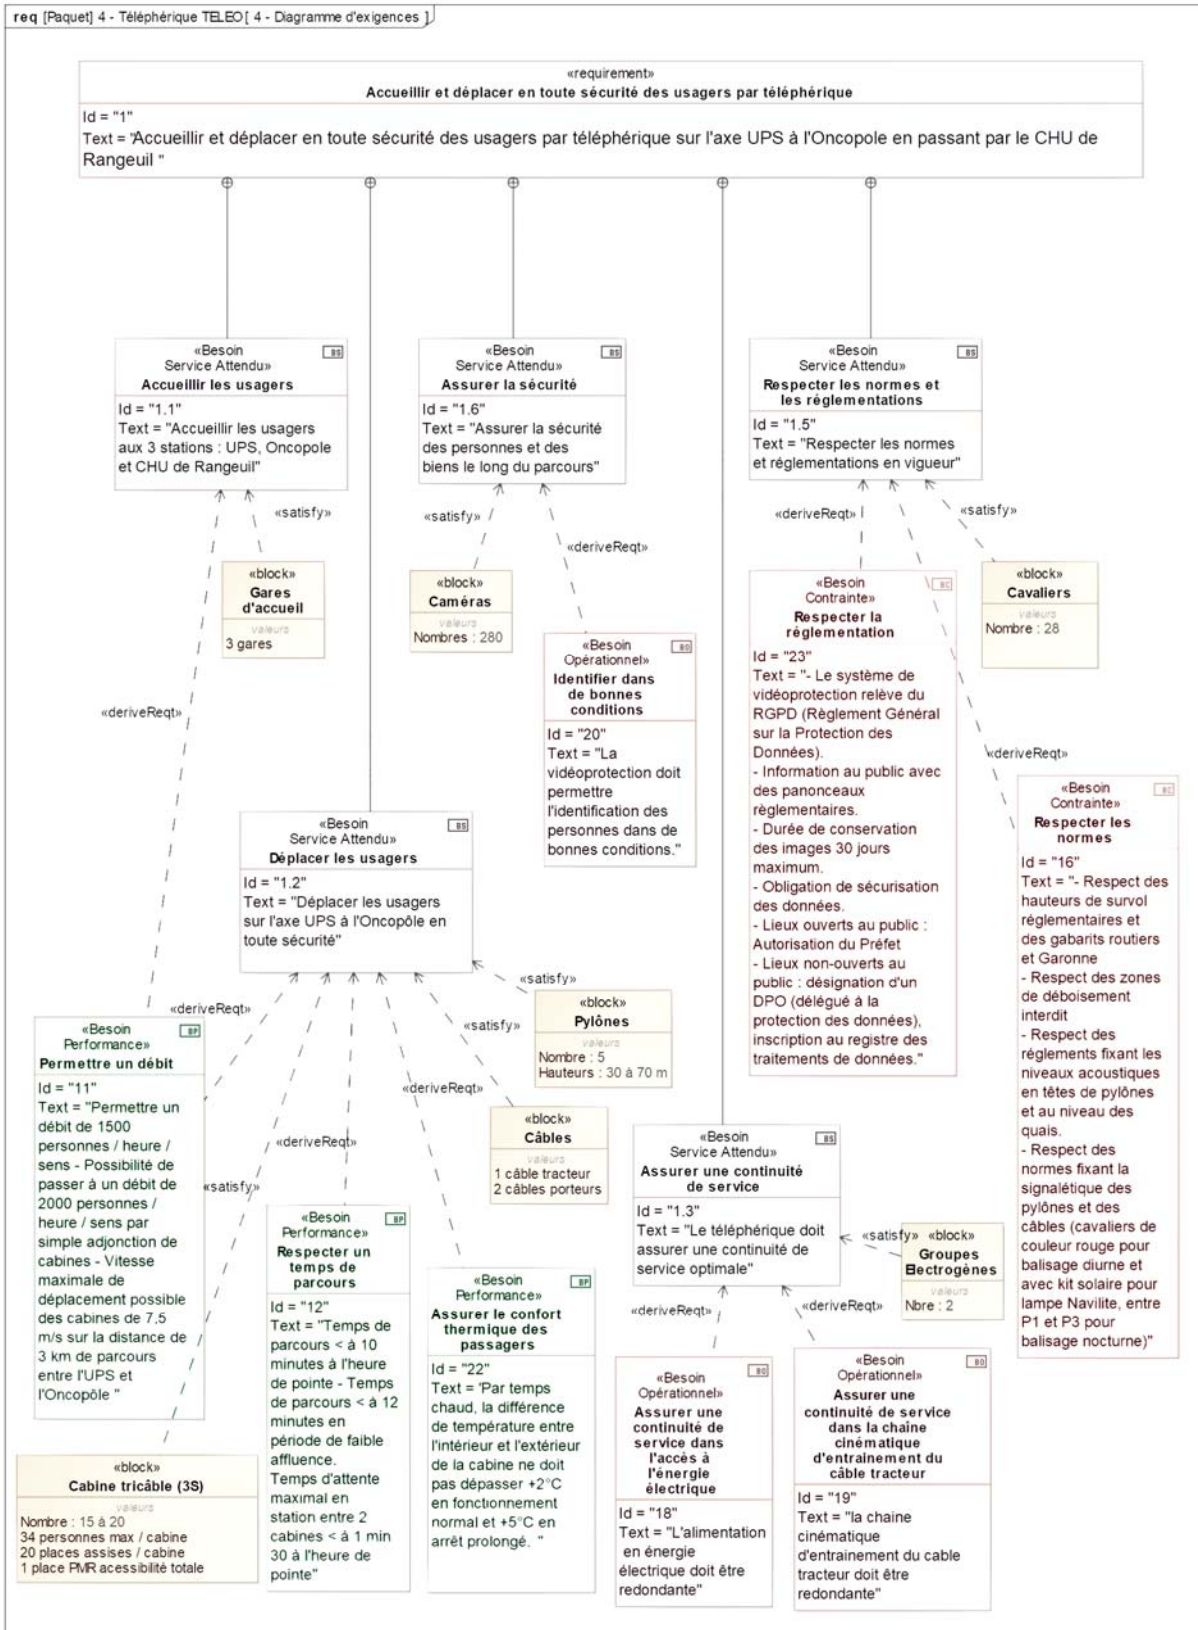 req [Paquet] 4 - Téléphérique TELEO[ 4 - Diagramme d'exigences ]
«requirement»
Accueillir et déplacer en toute sécurité des usagers par téléphérique
Id = "1"
Text = "Accueillir et déplacer en toute sécurité des usagers par téléphérique sur l'axe UPS à l'Oncopole en passant par le CHU de
Rangeuil "
«Besoin
Service Attendu»
BS
Accueillir les usagers
Id = "1.1"
Text = "Accueillir les usagers
aux 3 stations : UPS, Oncopole
et CHU de Rangeuil"
«Besoin
Service Attendu»
BS
Assurer la sécurité
Id = "1.6"
Text = "Assurer la sécurité
des personnes et des
biens le long du parcours"
«Besoin
Service Attendu»
BS
Respecter les normes et
les réglementations
Id = "1.5"
Text = "Respecter les normes
et réglementations en vigueur"
«satisfy»
«satisfy»
«deriveReqt»
«deriveReqt»
«satisfy»
«block»
Gares
d'accueil
valeurs
3 gares
«block»
Caméras
valeurs
Nombres : 280
«Besoin
Opérationnel»
BO
Identifier dans
de bonnes
conditions
Id = "20"
Text = "La
vidéoprotection doit
permettre
l'identification des
personnes dans de
bonnes conditions."
«Besoin
Contrainte»
BC
Respecter la
réglementation
Id = "23"
Text = "- Le système de
vidéoprotection relève du
RGPD (Règlement Général
sur la Protection des
Données).
- Information au public avec
des panonceaux
règlementaires.
- Durée de conservation
des images 30 jours
maximum.
- Obligation de sécurisation
des données.
- Lieux ouverts au public :
Autorisation du Préfet
- Lieux non-ouverts au
public : désignation d'un
DPO (délégué à la
protection des données),
inscription au registre des
traitements de données."
«block»
Cavaliers
valeurs
Nombre : 28
«deriveReqt»
«deriveReqt»
«Besoin
Contrainte»
BC
Respecter les
normes
Id = "16"
Text = "- Respect des
hauteurs de survol
réglementaires et
des gabarits routiers
et Garonne
- Respect des zones
de déboisement
interdit
- Respect des
réglements fixant les
niveaux acoustiques
en têtes de pylônes
et au niveau des
quais.
- Respect des
normes fixant la
signalétique des
pylônes et des
câbles (cavaliers de
couleur rouge pour
balisage diurne et
avec kit solaire pour
lampe Navilite, entre
P1 et P3 pour
balisage nocturne)"
«Besoin
Service Attendu»
BS
Déplacer les usagers
Id = "1.2"
Text = "Déplacer les usagers
sur l'axe UPS à l'Oncopôle en
toute sécurité"
«deriveReqt»
«satisfy»
«satisfy»
«deriveReqt»
«deriveReqt»
«satisfy»
«block»
Pylônes
valeurs
Nombre : 5
Hauteurs : 30 à 70 m
«Besoin
Performance»
BP
Permettre un débit
Id = "11"
Text = "Permettre un
débit de 1500
personnes / heure /
sens - Possibilité de
passer à un débit de
2000 personnes /
heure / sens par
simple adjonction de
cabines - Vitesse
maximale de
déplacement possible
des cabines de 7,5
m/s sur la distance de
3 km de parcours
entre l'UPS et
l'Oncopôle "
«block»
Câbles
valeurs
1 câble tracteur
2 câbles porteurs
«Besoin
Service Attendu»
BS
Assurer une continuité
de service
Id = "1.3"
Text = "Le téléphérique doit
assurer une continuité de
service optimale"
«Besoin
Performance»
BP
Respecter un
temps de
parcours
Id = "12"
Text = "Temps de
parcours < à 10
minutes à l'heure
de pointe - Temps
de parcours < à 12
minutes en
période de faible
affluence.
Temps d'attente
maximal en
station entre 2
cabines < à 1 min
30 à l'heure de
pointe"
«Besoin
Performance»
BP
Assurer le confort
thermique des
passagers
Id = "22"
Text = "Par temps
chaud, la différence
de température entre
l'intérieur et l'extérieur
de la cabine ne doit
pas dépasser +2°C
en fonctionnement
normal et +5°C en
arrêt prolongé. "
«satisfy»
«block»
Groupes
Electrogènes
valeurs
Nbre : 2
«deriveReqt»
«deriveReqt»
«Besoin
Opérationnel»
BO
Assurer une
continuité de
service dans
l'accès à
l'énergie
électrique
Id = "18"
Text = "L'alimentation
en énergie
électrique doit être
redondante"
«Besoin
Opérationnel»
BO
Assurer une
continuité de service
dans la chaîne
cinématique
d'entrainement du
câble tracteur
Id = "19"
Text = "la chaine
cinématique
d'entrainement du cable
tracteur doit être
redondante"
«block»
Cabine tricâble (3S)
valeurs
Nombre : 15 à 20
34 personnes max / cabine
20 places assises / cabine
1 place PMR acessibilité totale